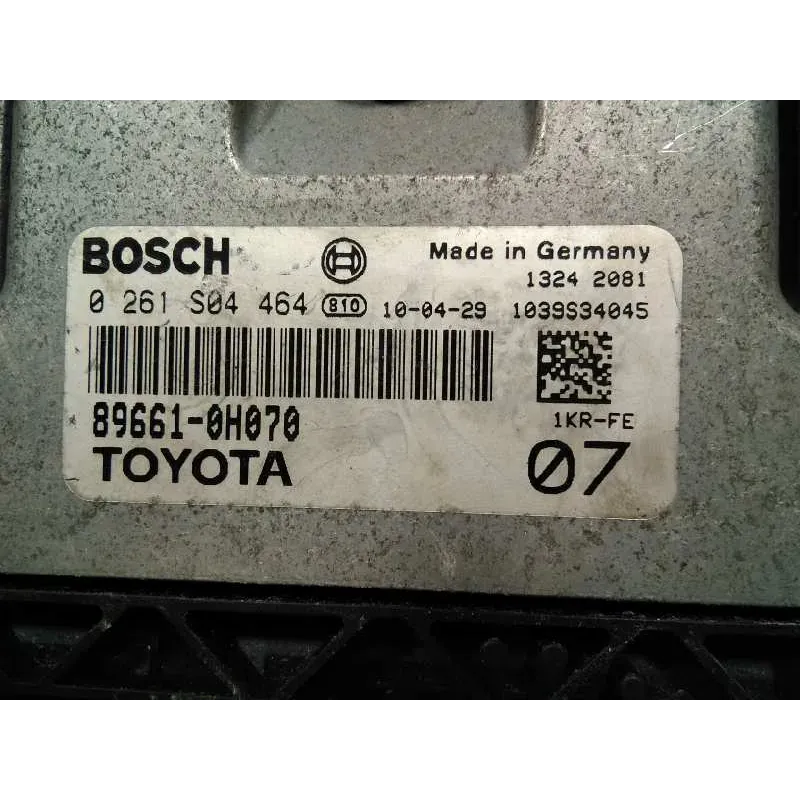 BOSCH Made in Germany
1324 2081
0 261 S04 464 810 10-04-29 1039S34045
89661-0H070 1KR-FE
TOYOTA 07